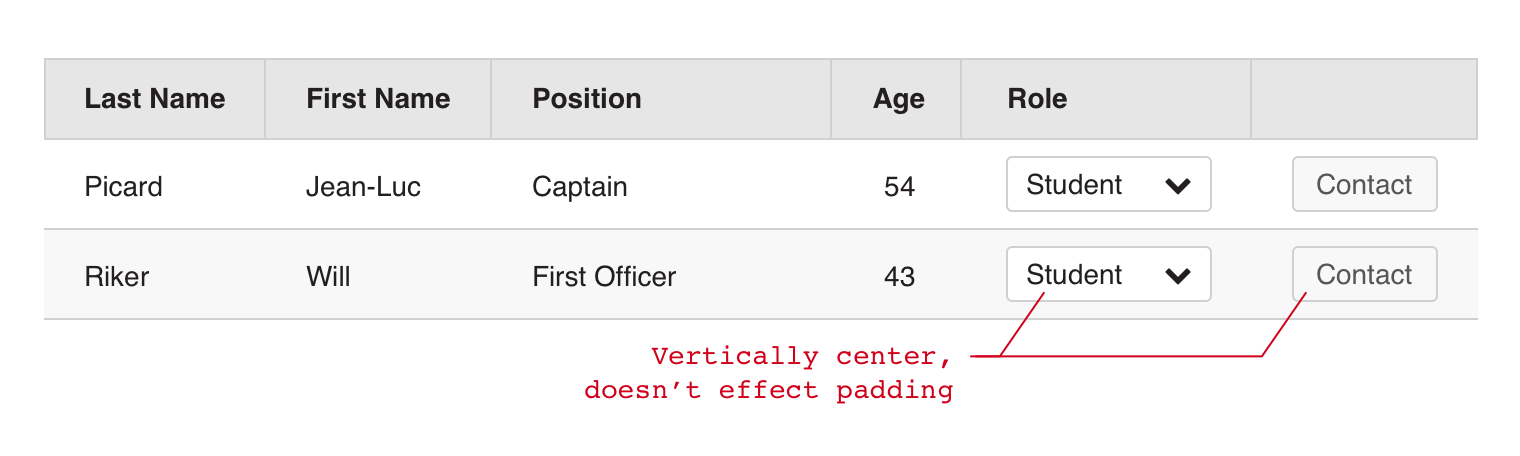 Last Name First Name Position Age Role
Picard Jean-Luc Captain 54 Student Contact
Riker Will First Officer 43 Student Contact
Vertically center,
doesn’t effect padding